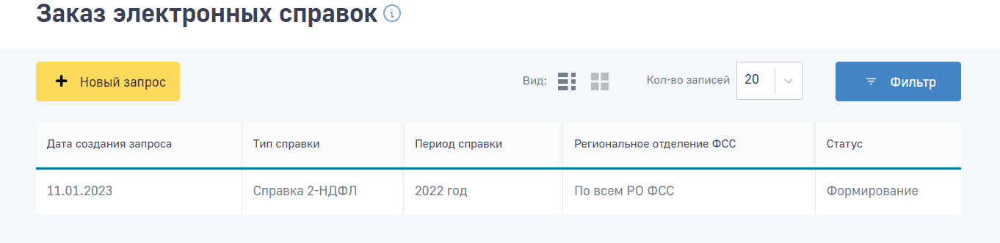 Заказ электронных справок
Новый запрос
Вид:
Кол-во записей
20
Фильтр
Дата создания запроса
Тип справки
Период справки
Региональное отделение ФСС
Статус
11.01.2023
Справка 2-НДФЛ
2022 год
По всем РО ФСС
Формирование